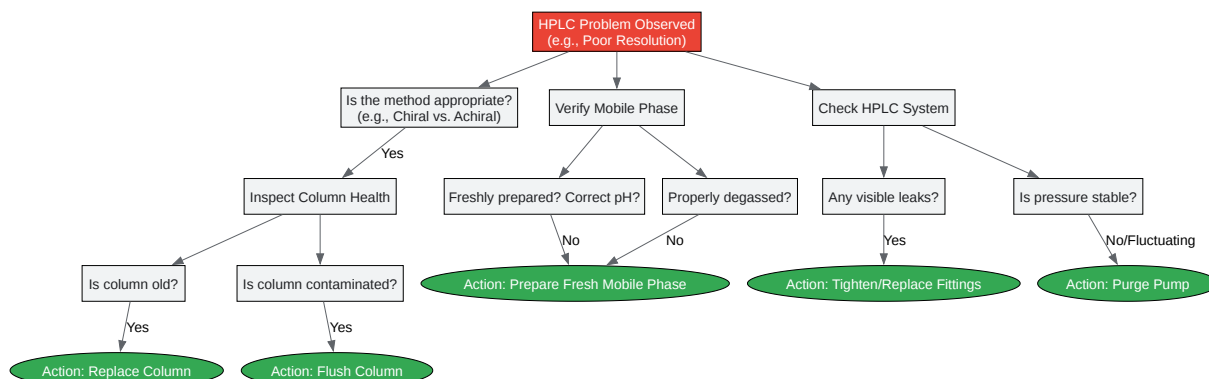 HPLC Problem Observed
(e.g., Poor Resolution)
Is the method appropriate?
(e.g., Chiral vs. Achiral)
Verify Mobile Phase
Check HPLC System
Yes
Inspect Column Health
Freshly prepared? Correct pH?
Properly degassed?
Any visible leaks?
Is pressure stable?
No
No
Yes
No/Fluctuating
Is column old?
Is column contaminated?
Action: Prepare Fresh Mobile Phase
Action: Tighten/Replace Fittings
Action: Purge Pump
Yes
Yes
Action: Replace Column
Action: Flush Column